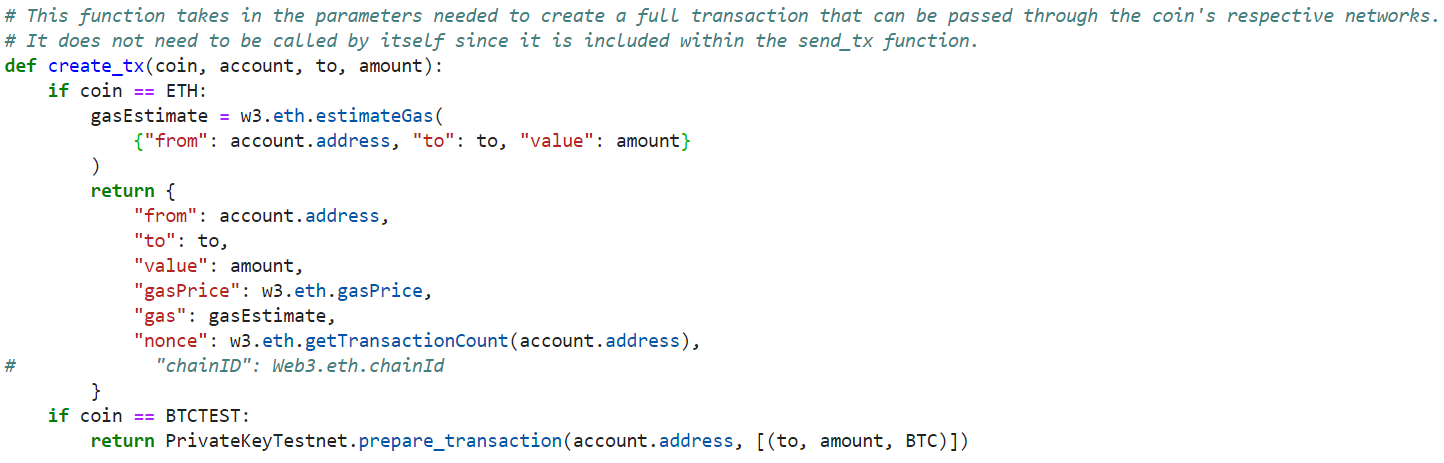 # This function takes in the parameters needed to create a full transaction that can be passed through the coin's respective networks.
# It does not need to be called by itself since it is included within the send_tx function.
def create_tx(coin, account, to, amount):
    if coin == ETH:
        gasEstimate = w3.eth.estimateGas(
            {"from": account.address, "to": to, "value": amount}
        )
        return {
            "from": account.address,
            "to": to,
            "value": amount,
            "gasPrice": w3.eth.gasPrice,
            "gas": gasEstimate,
            "nonce": w3.eth.getTransactionCount(account.address),
#             "chainID": Web3.eth.chainId
        }
    if coin == BTCTEST:
        return PrivateKeyTestnet.prepare_transaction(account.address, [(to, amount, BTC)])